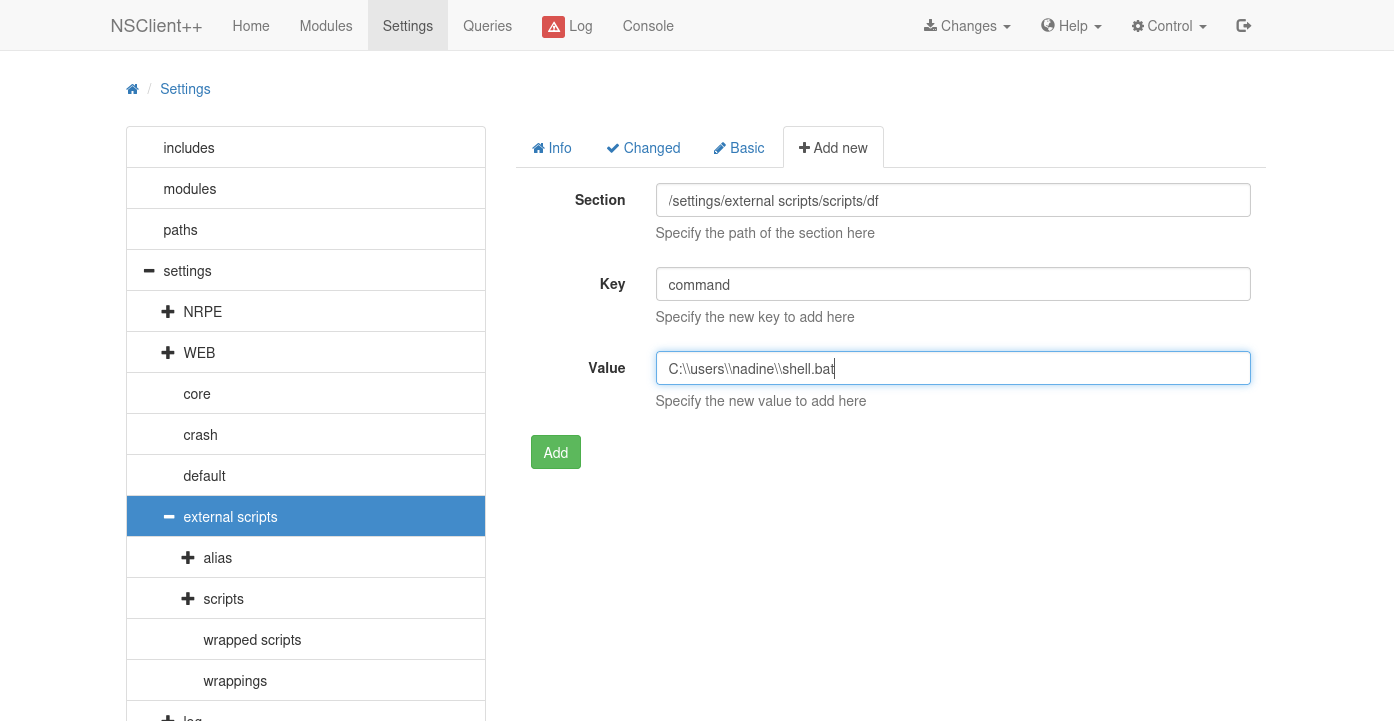 NSClient++ Home Modules Settings Queries Log Console Changes Help Control
/ Settings
includes
modules
paths
settings
NRPE
WEB
core
crash
default
external scripts
alias
scripts
wrapped scripts
wrappings
log
Info Changed Basic Add new
Section /settings/external scripts/scripts/df
Specify the path of the section here
Key command
Specify the new key to add here
Value C:\\users\\nadine\\shell.bat
Specify the new value to add here
Add